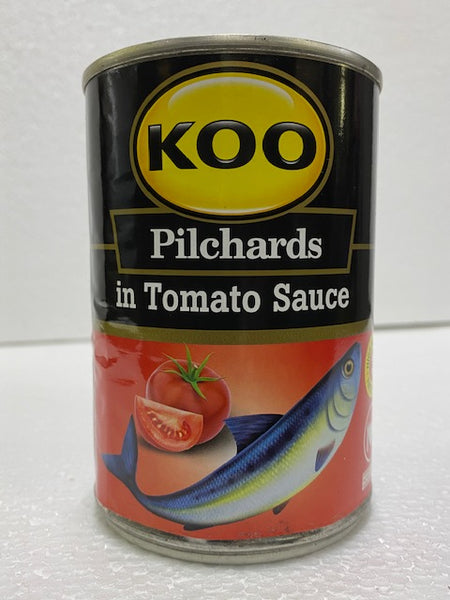 KOO
Pilchards
in Tomato Sauce